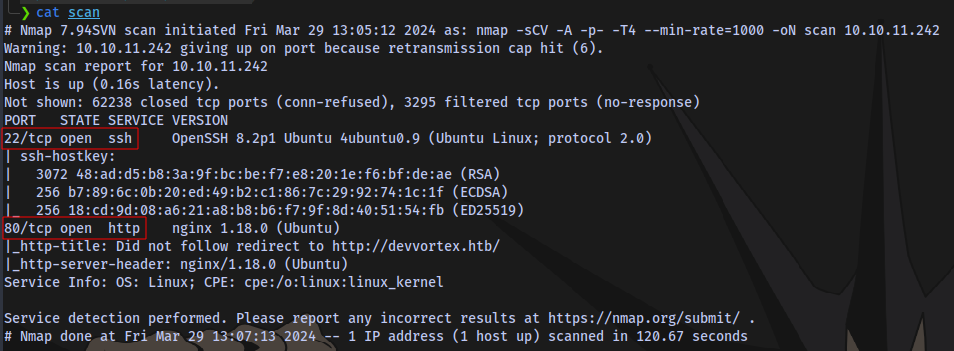 ❯ cat scan
# Nmap 7.94SVN scan initiated Fri Mar 29 13:05:12 2024 as: nmap -sCV -A -p- -T4 --min-rate=1000 -oN scan 10.10.11.242
Warning: 10.10.11.242 giving up on port because retransmission cap hit (6).
Nmap scan report for 10.10.11.242
Host is up (0.16s latency).
Not shown: 62238 closed tcp ports (conn-refused), 3295 filtered tcp ports (no-response)
PORT   STATE SERVICE VERSION
22/tcp open  ssh     OpenSSH 8.2p1 Ubuntu 4ubuntu0.9 (Ubuntu Linux; protocol 2.0)
| ssh-hostkey:
|   3072 48:ad:d5:b8:3a:9f:bc:be:f7:e8:20:1e:f6:bf:de:ae (RSA)
|   256 b7:89:6c:0b:20:ed:49:b2:c1:86:7c:29:92:74:1c:1f (ECDSA)
|_  256 18:cd:9d:08:a6:21:a8:b8:b6:f7:9f:8d:40:51:54:fb (ED25519)
80/tcp open  http    nginx 1.18.0 (Ubuntu)
|_http-title: Did not follow redirect to http://devvortex.htb/
|_http-server-header: nginx/1.18.0 (Ubuntu)
Service Info: OS: Linux; CPE: cpe:/o:linux:linux_kernel

Service detection performed. Please report any incorrect results at https://nmap.org/submit/ .
# Nmap done at Fri Mar 29 13:07:13 2024 -- 1 IP address (1 host up) scanned in 120.67 seconds